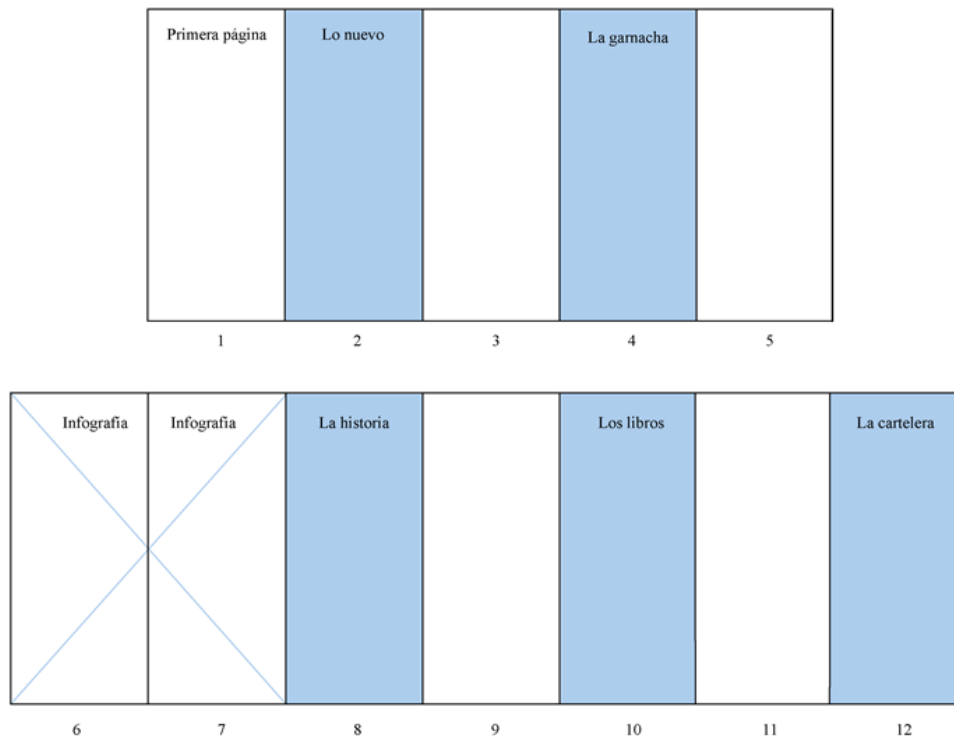 Primera página Lo nuevo La garnacha
1 2 3 4 5
Infografía Infografía La historia Los libros La cartelera
6 7 8 9 10 11 12